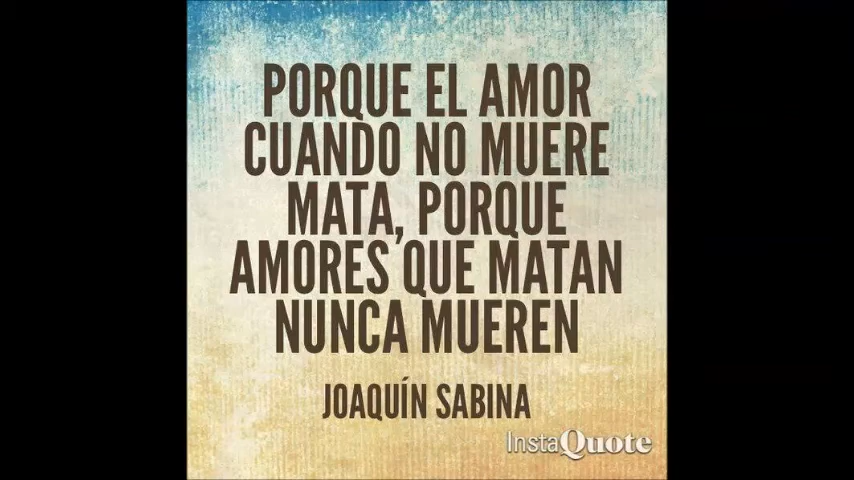 PORQUE EL AMOR
CUANDO NO MUERE
MATA, PORQUE
AMORES QUE MATAN
NUNCA MUEREN
JOAQUÍN SABINA
InstaQuote